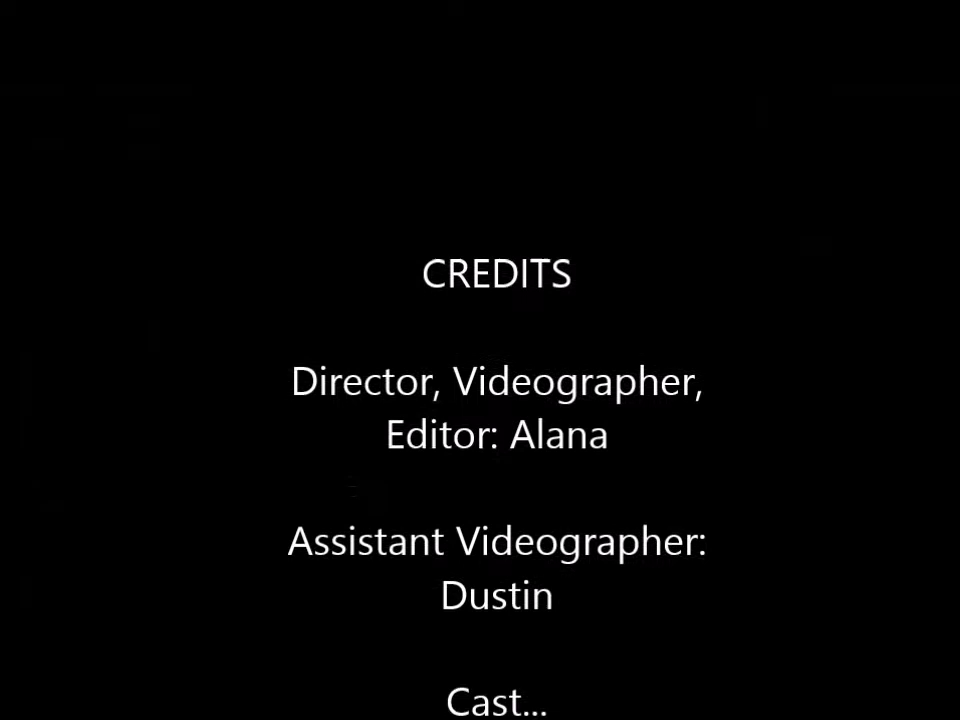 CREDITS
Director, Videographer,
Editor: Alana
Assistant Videographer:
Dustin
Cast...